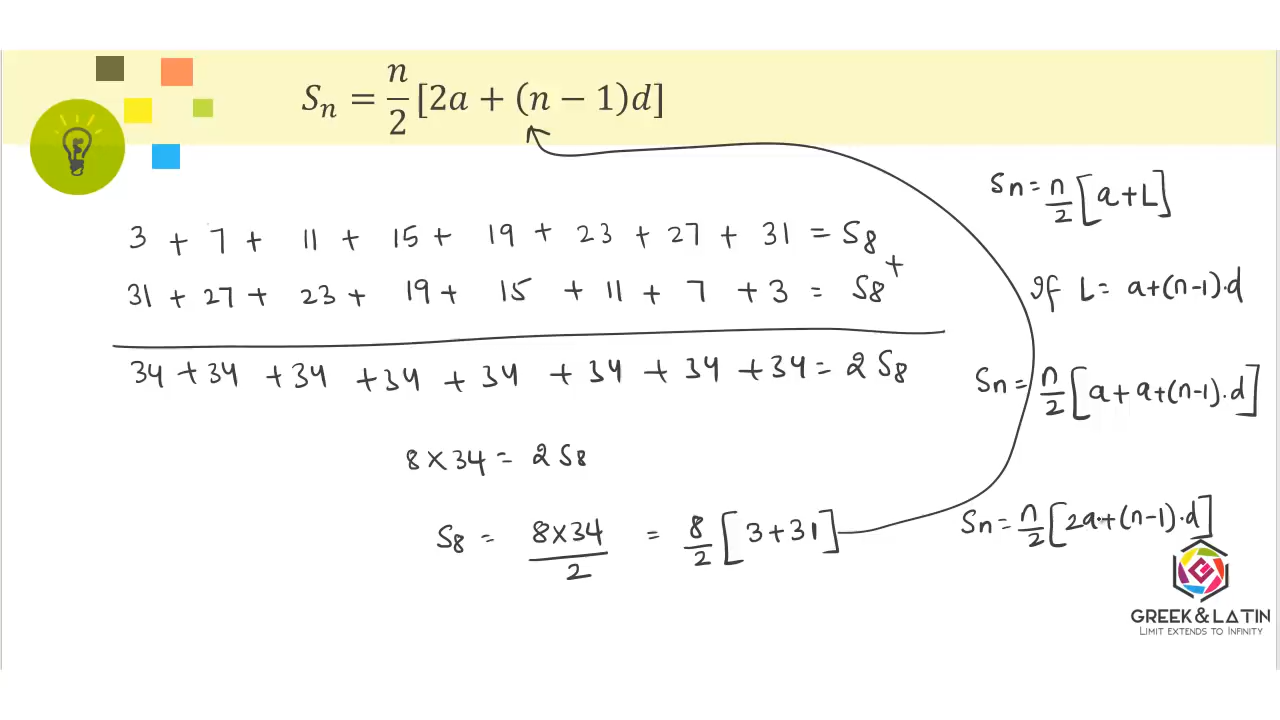 Sₙ = n/2 [2a + (n − 1)d]
3 + 7 + 11 + 15 + 19 + 23 + 27 + 31 = S8
+
31 + 27 + 23 + 19 + 15 + 11 + 7 + 3 = S8
34 + 34 + 34 + 34 + 34 + 34 + 34 + 34 = 2 S8
8 × 34 = 2 S8
S8 = 8×34/2 = 8/2 [3 + 31]
Sn = n/2 [a + L]
If L = a + (n-1)·d
Sn = n/2 [a + a + (n-1)·d]
Sn = n/2 [2a + (n-1)·d]
GREEK & LATIN
LIMIT EXTENDS TO INFINITY